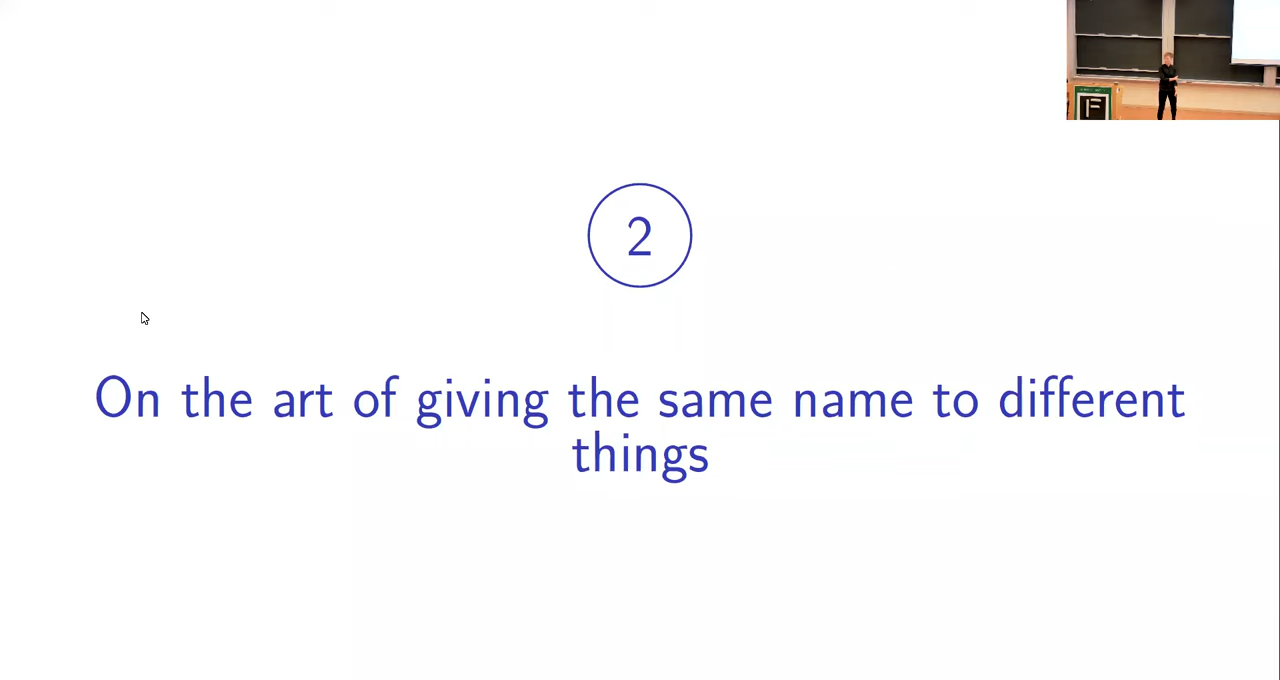 2
On the art of giving the same name to different
things
F